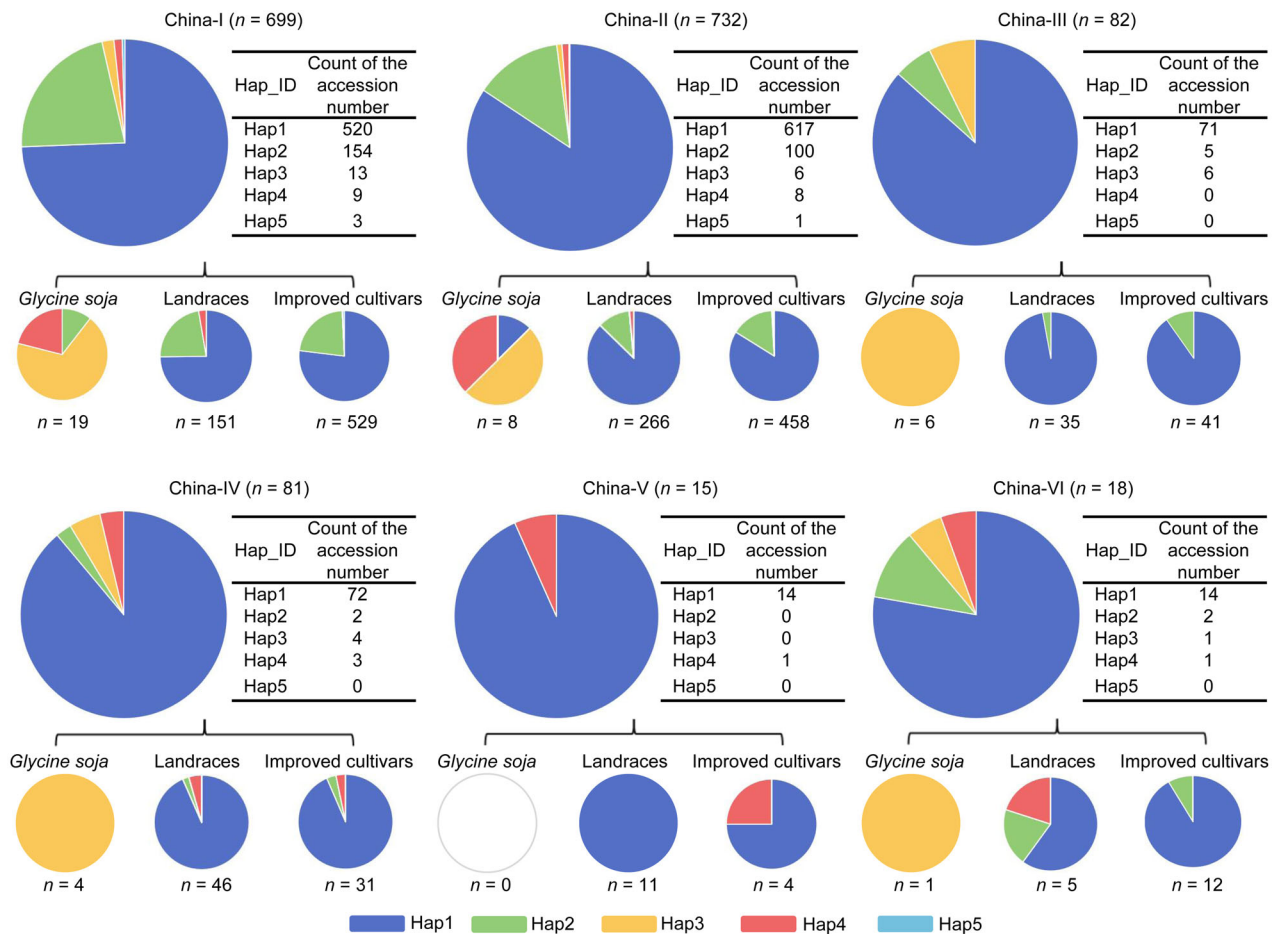 China-I (n = 699)
Hap_ID Count of the accession number
Hap1 520
Hap2 154
Hap3 13
Hap4 9
Hap5 3
Glycine soja Landraces Improved cultivars
n = 19 n = 151 n = 529
China-II (n = 732)
Hap_ID Count of the accession number
Hap1 617
Hap2 100
Hap3 6
Hap4 8
Hap5 1
Glycine soja Landraces Improved cultivars
n = 8 n = 266 n = 458
China-III (n = 82)
Hap_ID Count of the accession number
Hap1 71
Hap2 5
Hap3 6
Hap4 0
Hap5 0
Glycine soja Landraces Improved cultivars
n = 6 n = 35 n = 41
China-IV (n = 81)
Hap_ID Count of the accession number
Hap1 72
Hap2 2
Hap3 4
Hap4 3
Hap5 0
Glycine soja Landraces Improved cultivars
n = 4 n = 46 n = 31
China-V (n = 15)
Hap_ID Count of the accession number
Hap1 14
Hap2 0
Hap3 0
Hap4 1
Hap5 0
Glycine soja Landraces Improved cultivars
n = 0 n = 11 n = 4
China-VI (n = 18)
Hap_ID Count of the accession number
Hap1 14
Hap2 2
Hap3 1
Hap4 1
Hap5 0
Glycine soja Landraces Improved cultivars
n = 1 n = 5 n = 12
Hap1 Hap2 Hap3 Hap4 Hap5